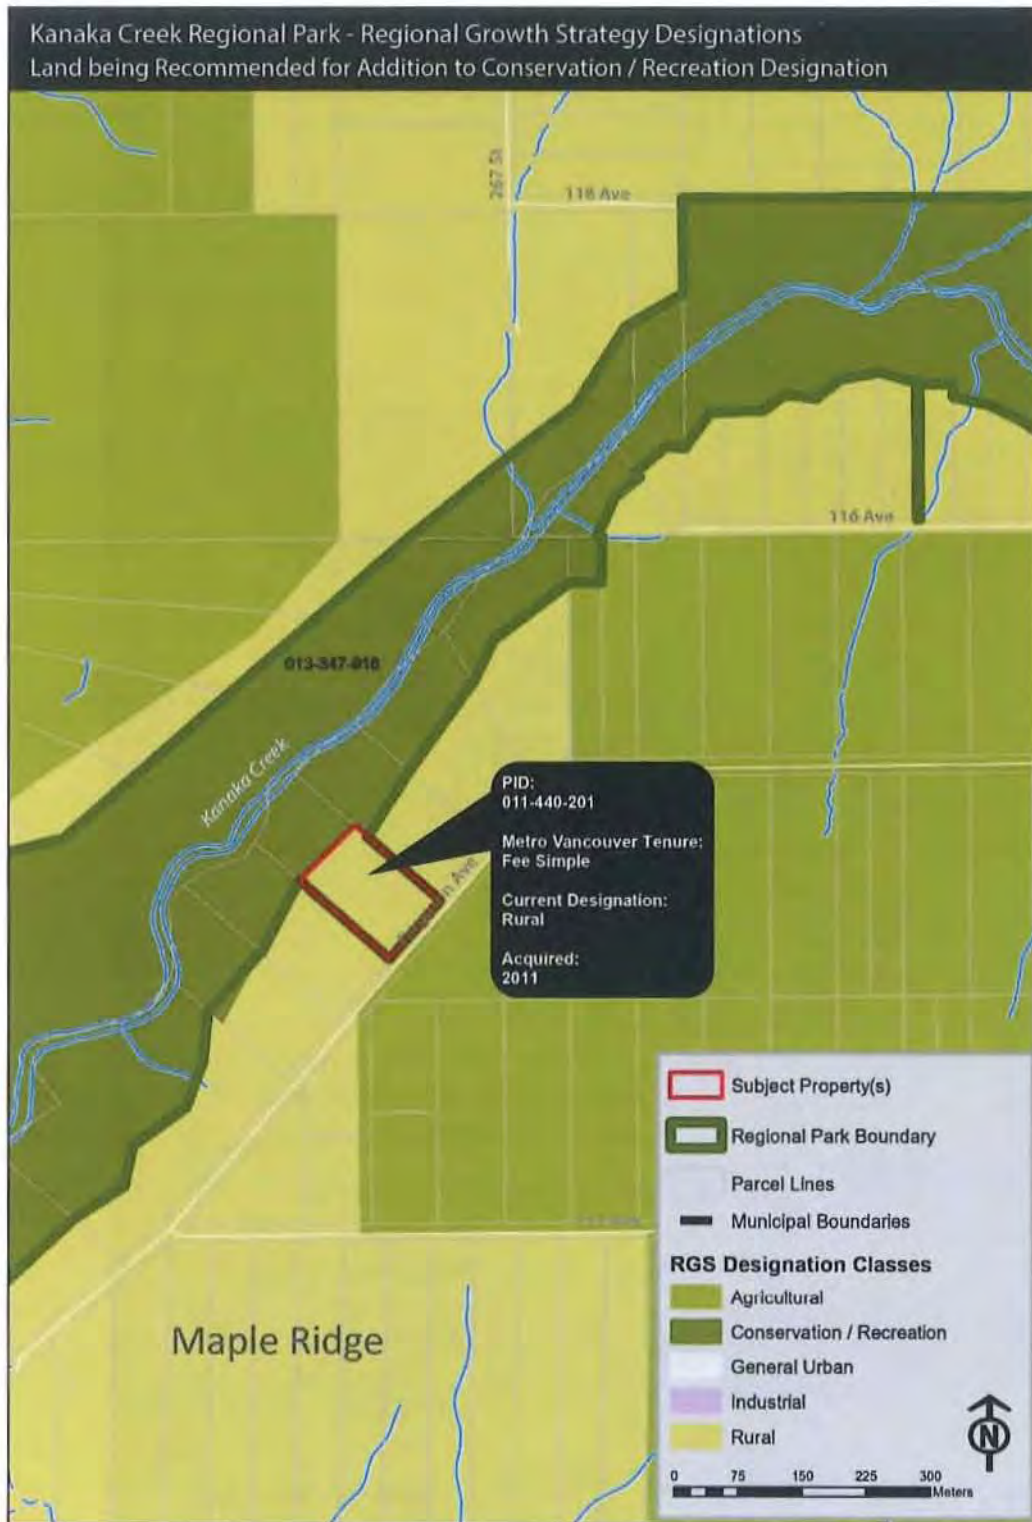 Kanaka Creek Regional Park - Regional Growth Strategy Designations
Land being Recommended for Addition to Conservation / Recreation Designation
267 St
118 Ave
116 Ave
Kanaka Creek
PID:
011-440-201
Metro Vancouver Tenure:
Fee Simple
Current Designation:
Rural
Acquired:
2011
Ave
Maple Ridge
Subject Property(s)
Regional Park Boundary
Parcel Lines
Municipal Boundaries
RGS Designation Classes
Agricultural
Conservation / Recreation
General Urban
Industrial
Rural
N
0 75 150 225 300
Meters